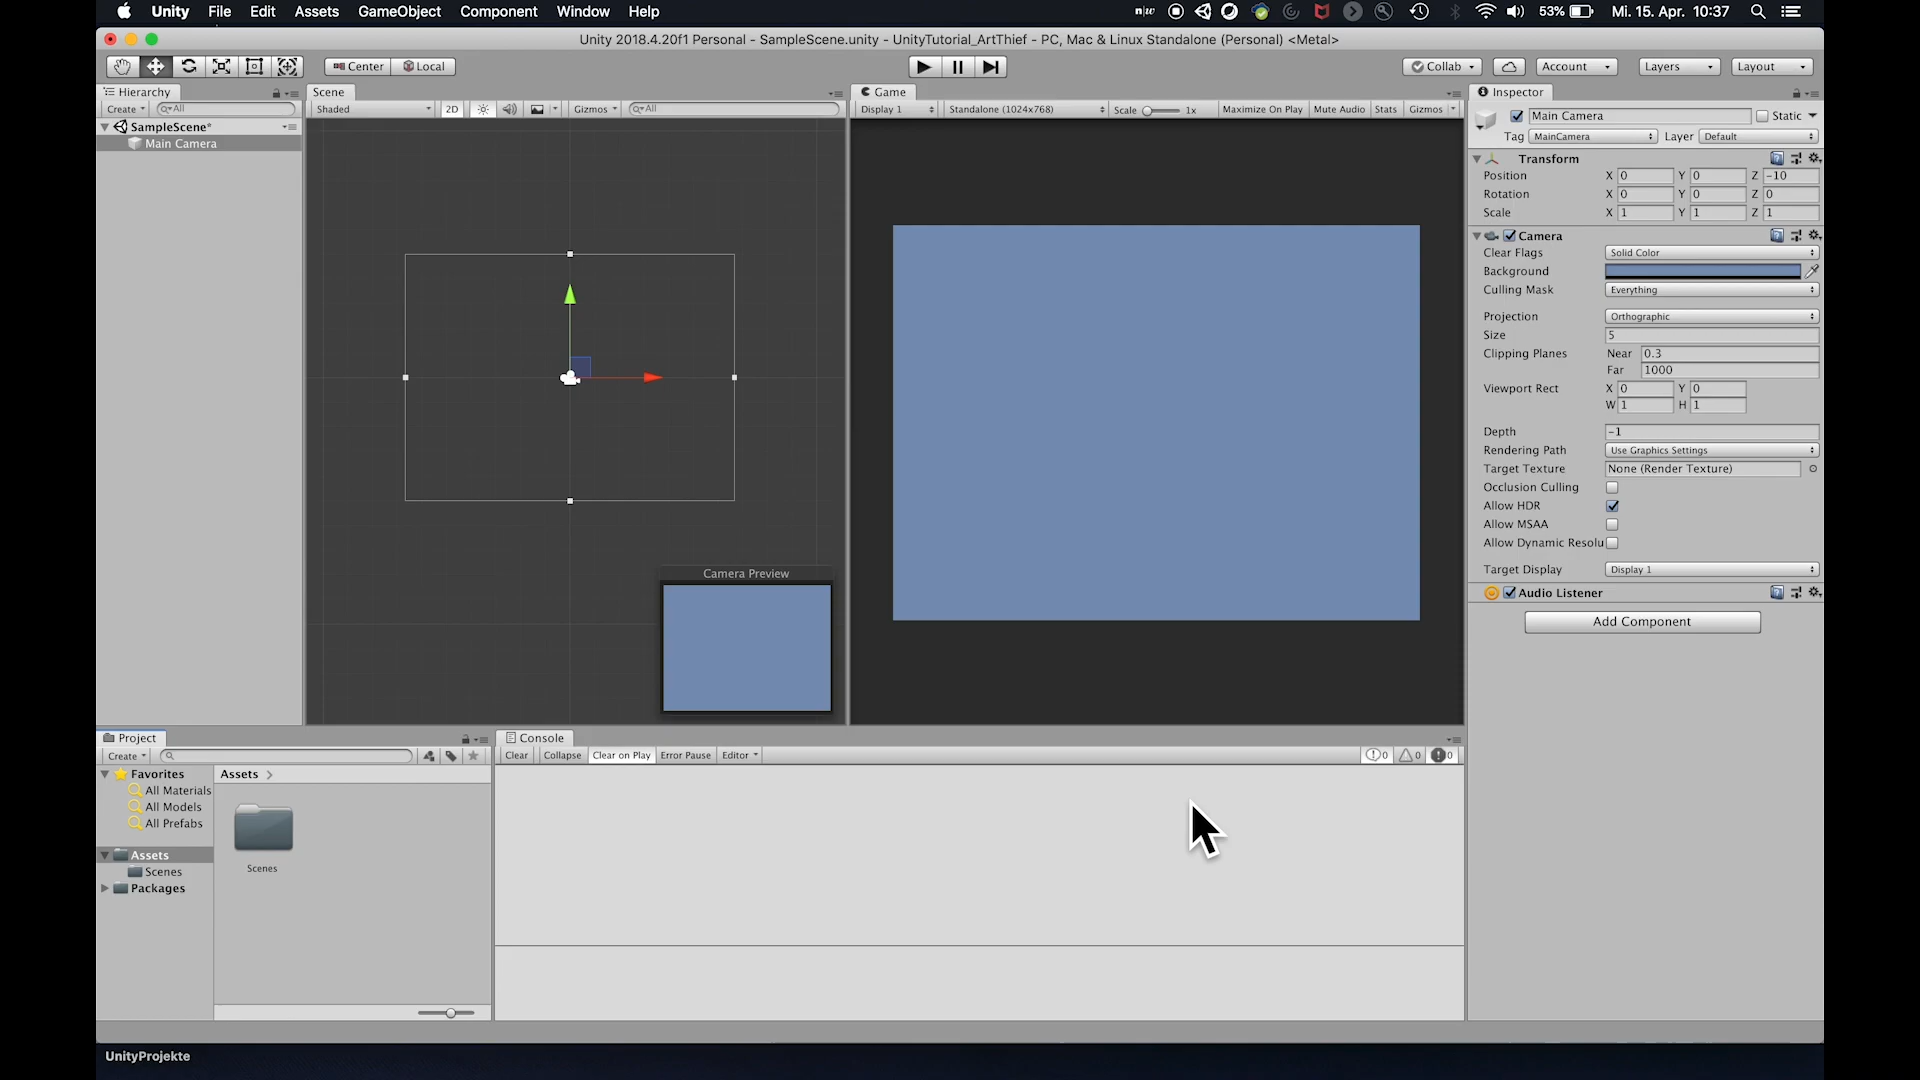 Unity File Edit Assets GameObject Component Window Help n|w 53% Mi. 15. Apr. 10:37
Unity 2018.4.20f1 Personal - SampleScene.unity - UnityTutorial_ArtThief - PC, Mac & Linux Standalone (Personal) <Metal>
Center Local Collab Account Layers Layout
Hierarchy Scene Game Inspector
Create All Shaded 2D Gizmos All Display 1 Standalone (1024x768) Scale 1x Maximize On Play Mute Audio Stats Gizmos
SampleScene*
Main Camera
Main Camera Static
Tag MainCamera Layer Default
Transform
Position X 0 Y 0 Z -10
Rotation X 0 Y 0 Z 0
Scale X 1 Y 1 Z 1
Camera
Clear Flags Solid Color
Background
Culling Mask Everything
Projection Orthographic
Size 5
Clipping Planes Near 0.3
Far 1000
Viewport Rect X 0 Y 0
W 1 H 1
Depth -1
Rendering Path Use Graphics Settings
Target Texture None (Render Texture)
Occlusion Culling
Allow HDR
Allow MSAA
Allow Dynamic Resolu
Target Display Display 1
Audio Listener
Add Component
Camera Preview
Project Console
Create Clear Collapse Clear on Play Error Pause Editor 0 0 0
Favorites
All Materials
All Models
All Prefabs
Assets
Scenes
Packages
Assets
Scenes
UnityProjekte